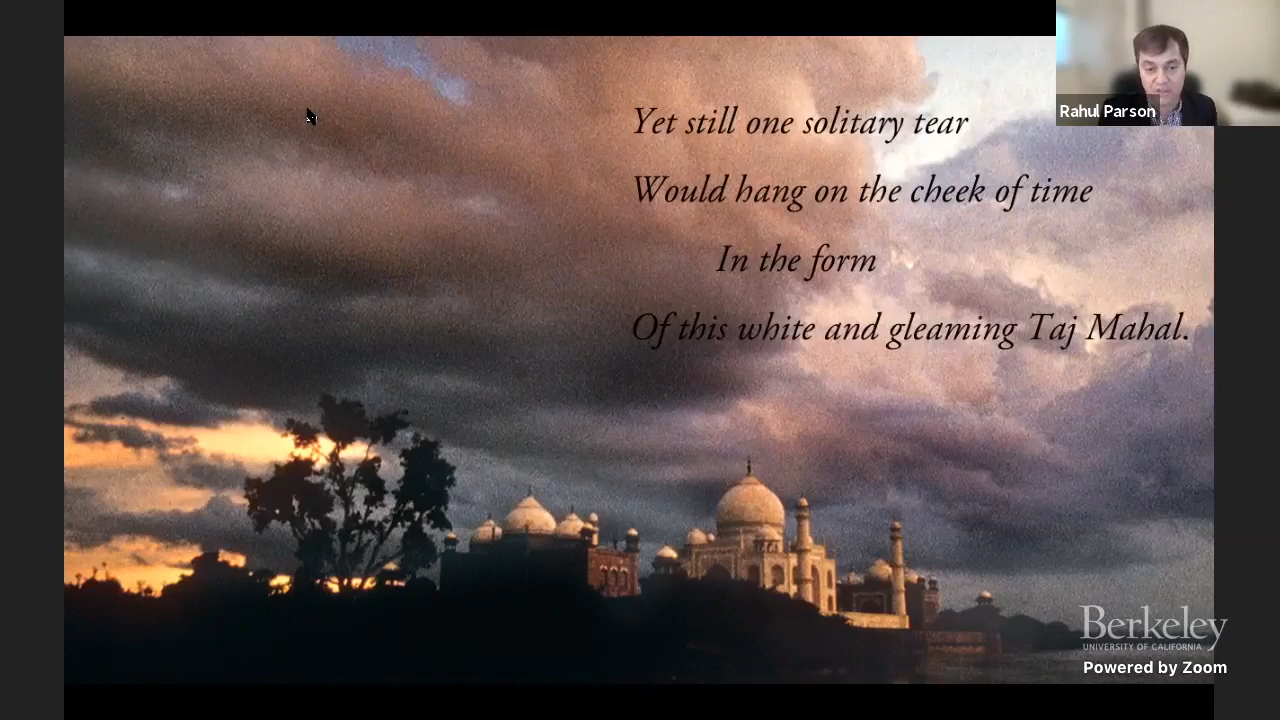 Rahul Parson
Yet still one solitary tear
Would hang on the cheek of time
In the form
Of this white and gleaming Taj Mahal.
Berkeley
UNIVERSITY OF CALIFORNIA
Powered by Zoom